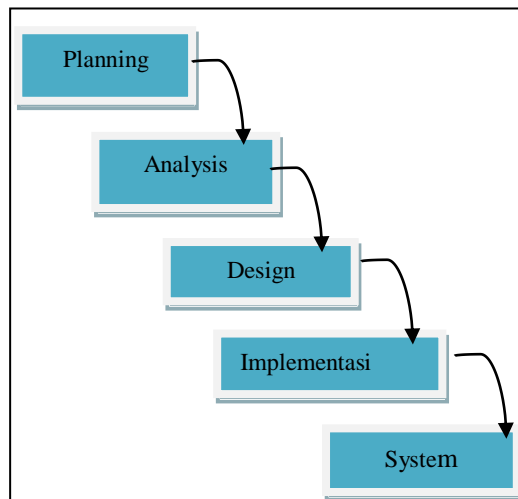 Planning
Analysis
Design
Implementasi
System